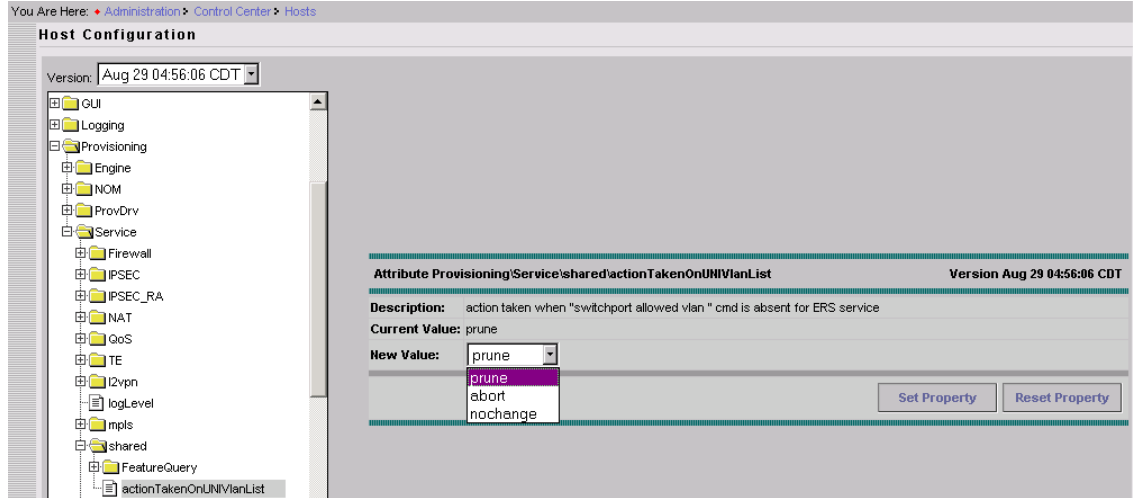 You Are Here: • Administration › Control Center › Hosts
Host Configuration
Version: Aug 29 04:56:06 CDT
GUI
Logging
Provisioning
Engine
NOM
ProvDrv
Service
Firewall
IPSEC
IPSEC_RA
NAT
QoS
TE
l2vpn
logLevel
mpls
shared
FeatureQuery
actionTakenOnUNIVlanList
Attribute Provisioning\Service\shared\actionTakenOnUNIVlanList Version Aug 29 04:56:06 CDT
Description: action taken when "switchport allowed vlan " cmd is absent for ERS service
Current Value: prune
New Value: prune
prune
abort
nochange
Set Property Reset Property